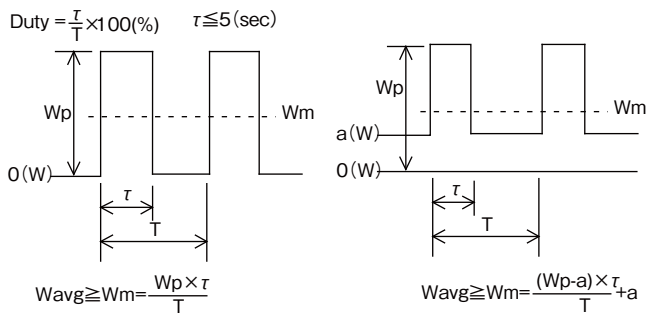 Duty = τ/T ×100(%)
τ≦5(sec)
Wp
Wm
0(W)
τ
T
Wavg≧Wm= Wp×τ/T
Wp
Wm
a(W)
0(W)
τ
T
Wavg≧Wm= (Wp-a)×τ/T +a